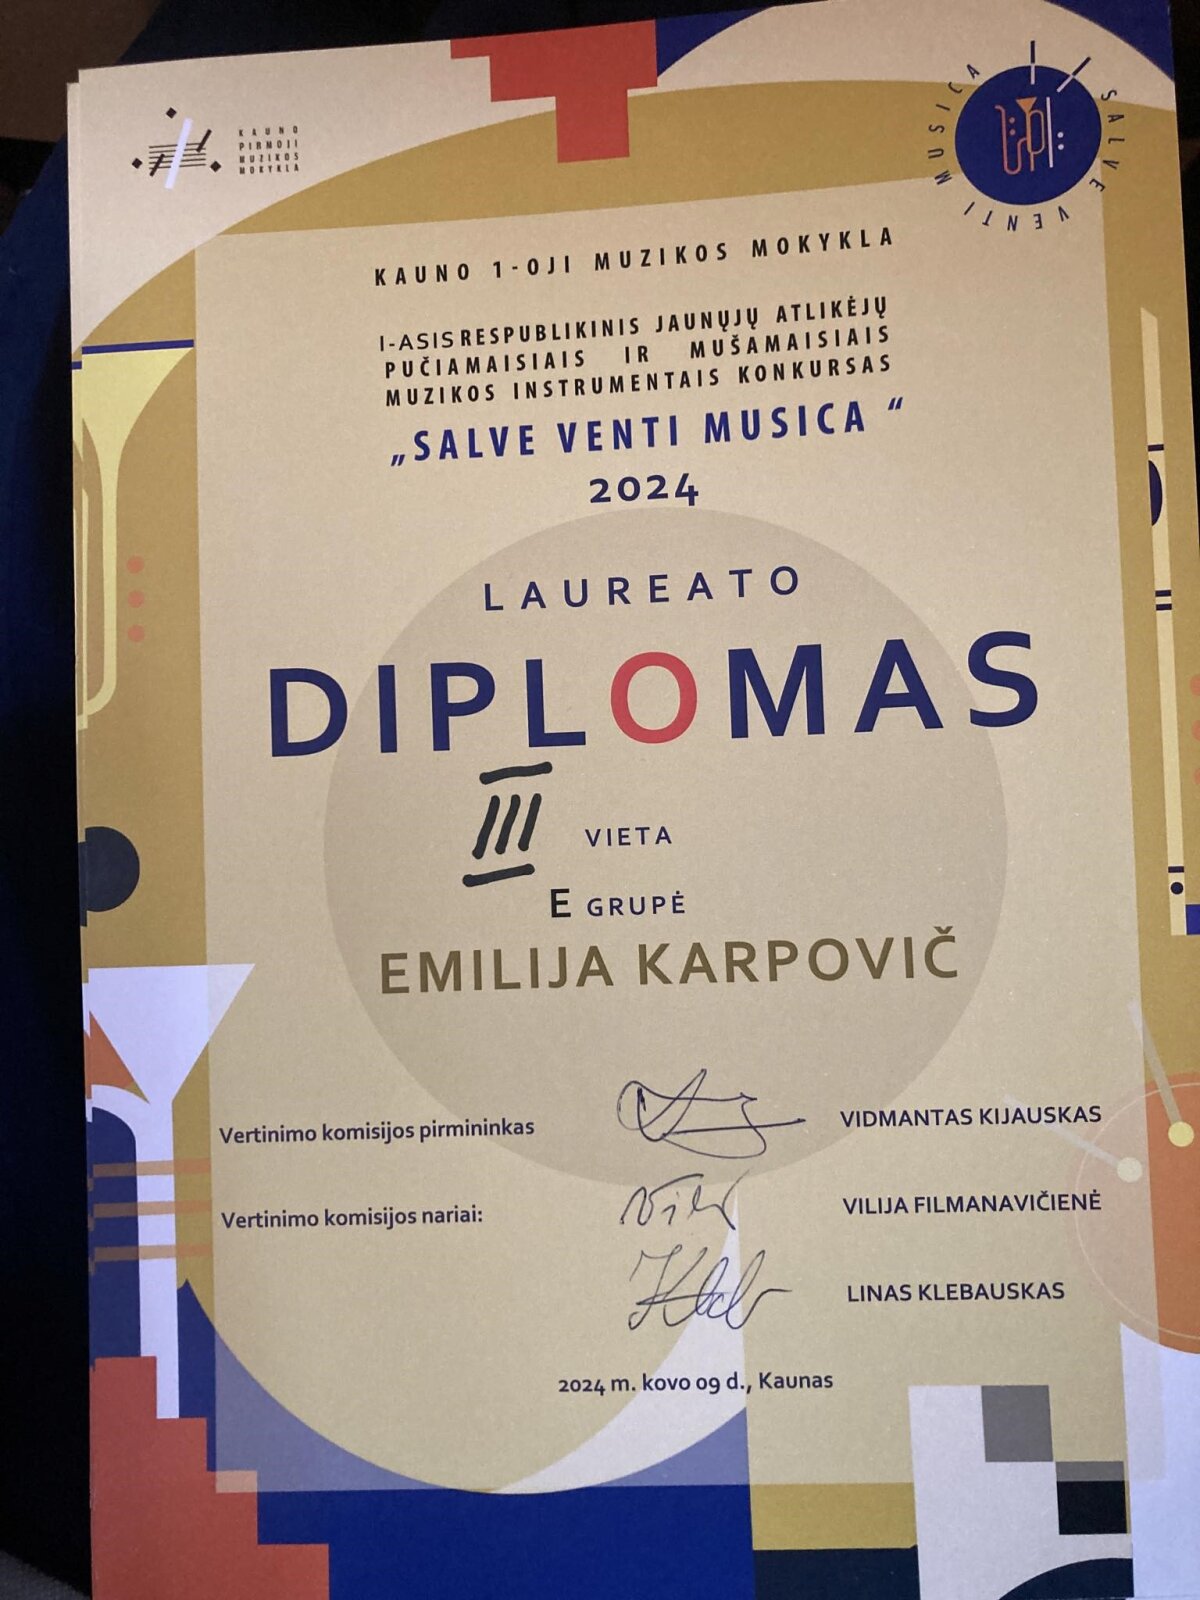 KAUNO
PIRMOJI
MUZIKOS
MOKYKLA
SALVE VENTI MUSICA
KAUNO 1-OJI MUZIKOS MOKYKLA
I-ASIS RESPUBLIKINIS JAUNŲJŲ ATLIKĖJŲ
PUČIAMAISIAIS IR MUŠAMAISIAIS
MUZIKOS INSTRUMENTAIS KONKURSAS
„SALVE VENTI MUSICA “
2024
LAUREATO
DIPLOMAS
III VIETA
E GRUPĖ
EMILIJA KARPOVIČ
Vertinimo komisijos pirmininkas VIDMANTAS KIJAUSKAS
Vertinimo komisijos nariai: VILIJA FILMANAVIČIENĖ
LINAS KLEBAUSKAS
2024 m. kovo 09 d., Kaunas